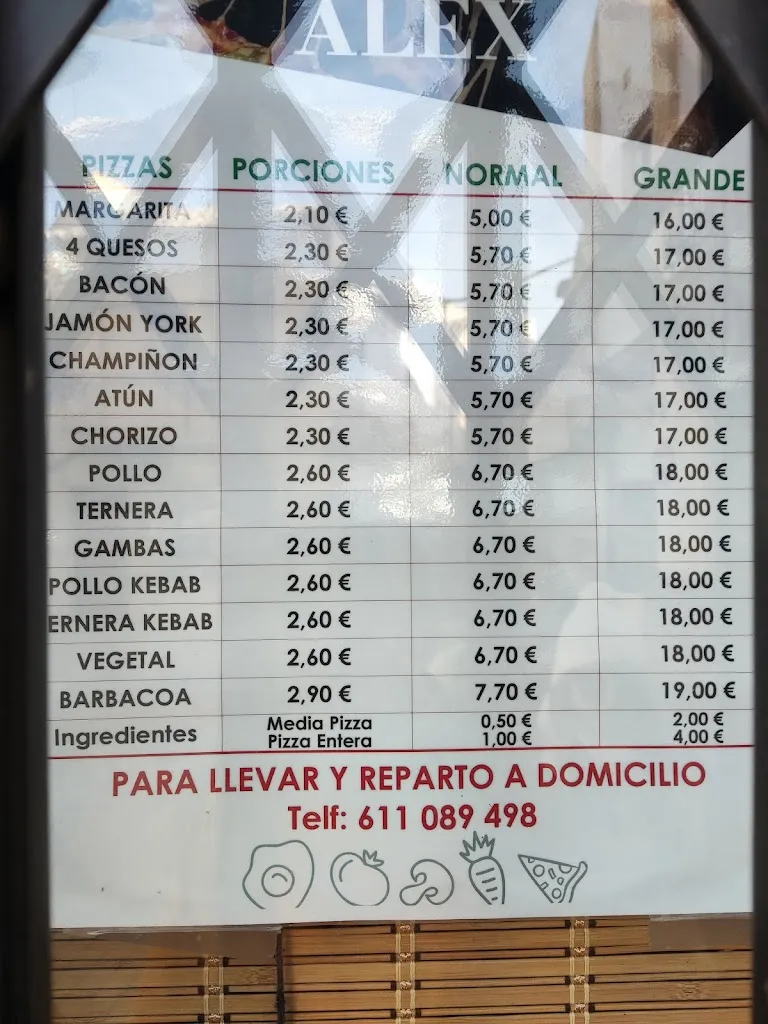 ALEX
PIZZAS PORCIONES NORMAL GRANDE
MARGARITA 2,10 € 5,00 € 16,00 €
4 QUESOS 2,30 € 5,70 € 17,00 €
BACÓN 2,30 € 5,70 € 17,00 €
JAMÓN YORK 2,30 € 5,70 € 17,00 €
CHAMPIÑON 2,30 € 5,70 € 17,00 €
ATÚN 2,30 € 5,70 € 17,00 €
CHORIZO 2,30 € 5,70 € 17,00 €
POLLO 2,60 € 6,70 € 18,00 €
TERNERA 2,60 € 6,70 € 18,00 €
GAMBAS 2,60 € 6,70 € 18,00 €
POLLO KEBAB 2,60 € 6,70 € 18,00 €
ERNERA KEBAB 2,60 € 6,70 € 18,00 €
VEGETAL 2,60 € 6,70 € 18,00 €
BARBACOA 2,90 € 7,70 € 19,00 €
Ingredientes Media Pizza 0,50 € 2,00 €
Pizza Entera 1,00 € 4,00 €
PARA LLEVAR Y REPARTO A DOMICILIO
Telf: 611 089 498